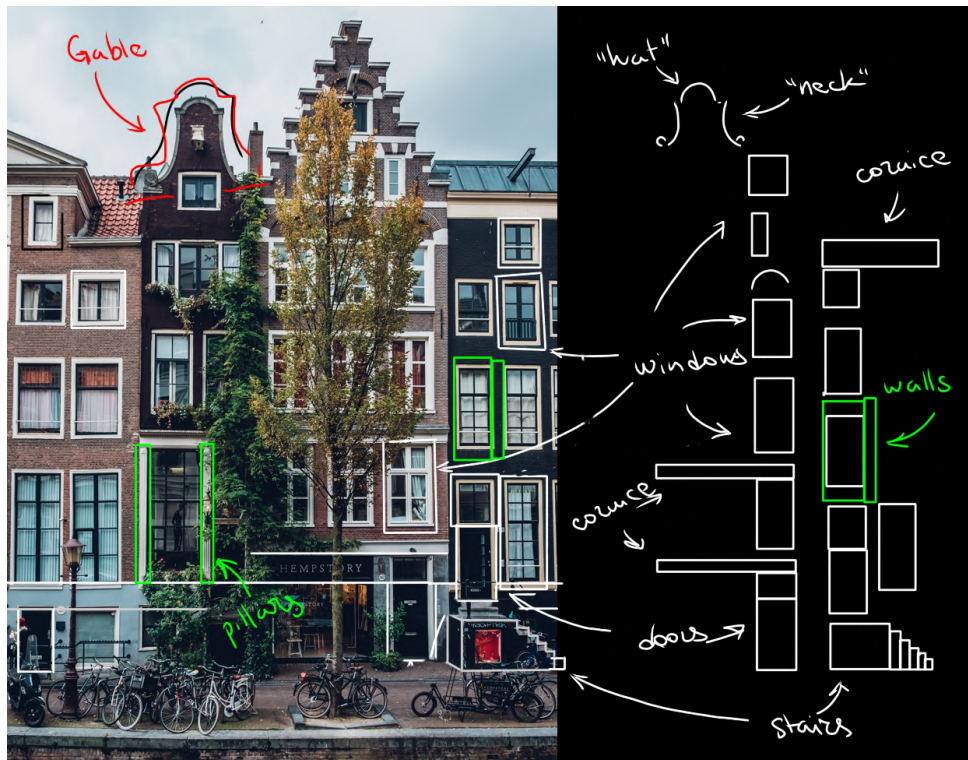 Gable
"hat"
"neck"
cornice
windows
walls
cornice
HEMPSTORY
pillars
doors
stairs